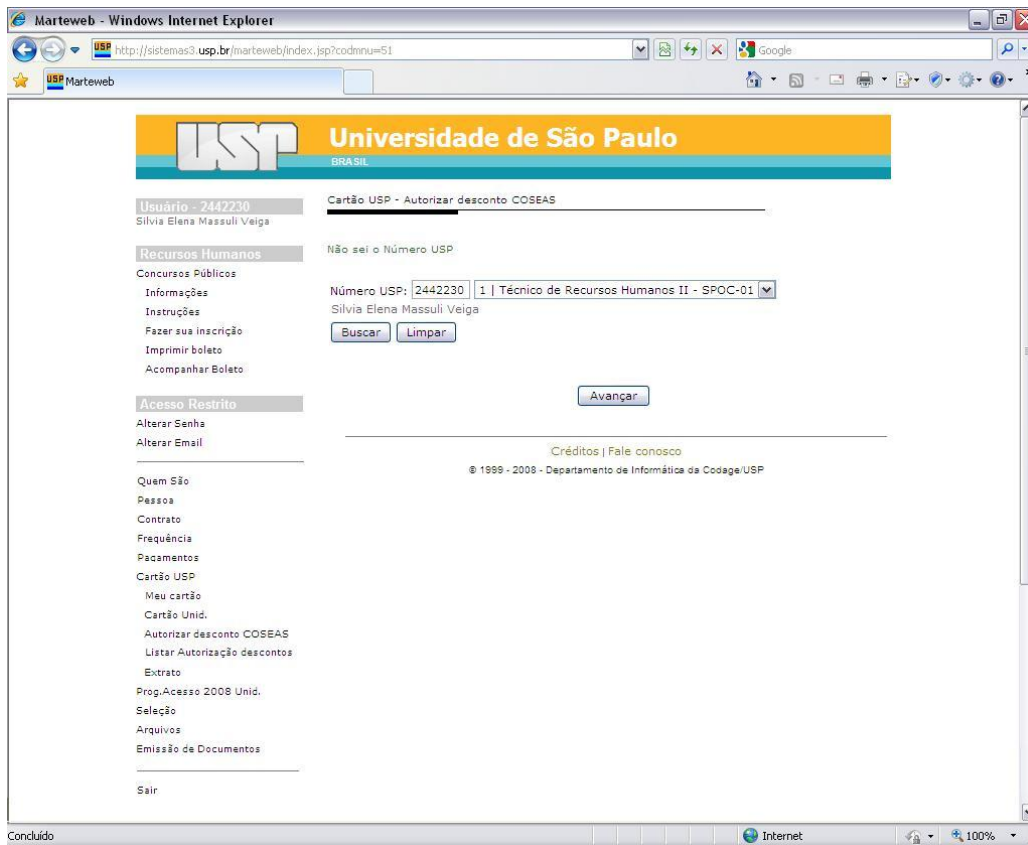 Marteweb - Windows Internet Explorer
USP http://sistemas3.usp.br/marteweb/index.jsp?codmnu=51
Google
USP Marteweb
USP
Universidade de São Paulo
BRASIL
Usuário - 2442230
Silvia Elena Massuli Veiga
Recursos Humanos
Concursos Públicos
Informações
Instruções
Fazer sua inscrição
Imprimir boleto
Acompanhar Boleto
Acesso Restrito
Alterar Senha
Alterar Email
Quem São
Pessoa
Contrato
Frequência
Pagamentos
Cartão USP
Meu cartão
Cartão Unid.
Autorizar desconto COSEAS
Listar Autorização descontos
Extrato
Prog.Acesso 2008 Unid.
Seleção
Arquivos
Emissão de Documentos
Sair
Cartão USP - Autorizar desconto COSEAS
Não sei o Número USP
Número USP: 2442230 1 | Técnico de Recursos Humanos II - SPOC-01
Silvia Elena Massuli Veiga
Buscar Limpar
Avançar
Créditos | Fale conosco
© 1999 - 2008 - Departamento de Informática da Codage/USP
Concluído
Internet
100%